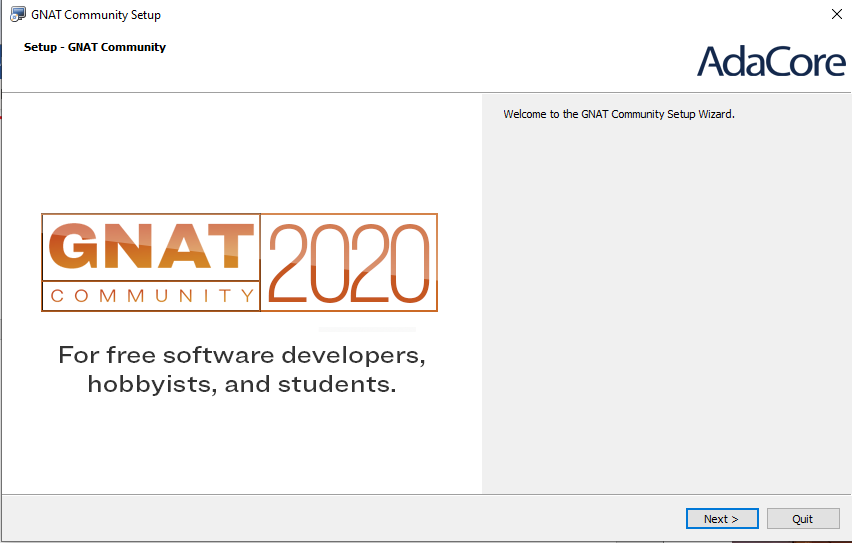 GNAT Community Setup
Setup - GNAT Community
AdaCore
Welcome to the GNAT Community Setup Wizard.
GNAT
COMMUNITY
2020
For free software developers,
hobbyists, and students.
Next >
Quit